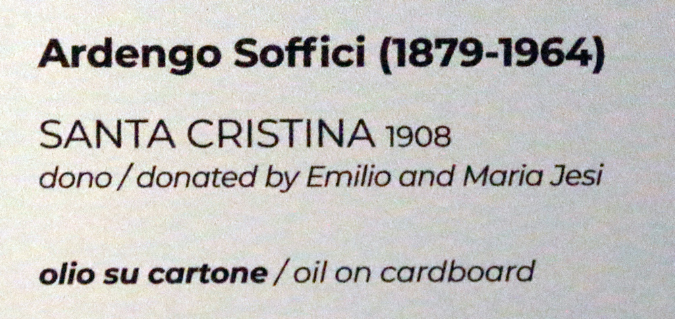 Ardengo Soffici (1879-1964)
SANTA CRISTINA 1908
dono / donated by Emilio and Maria Jesi
olio su cartone / oil on cardboard